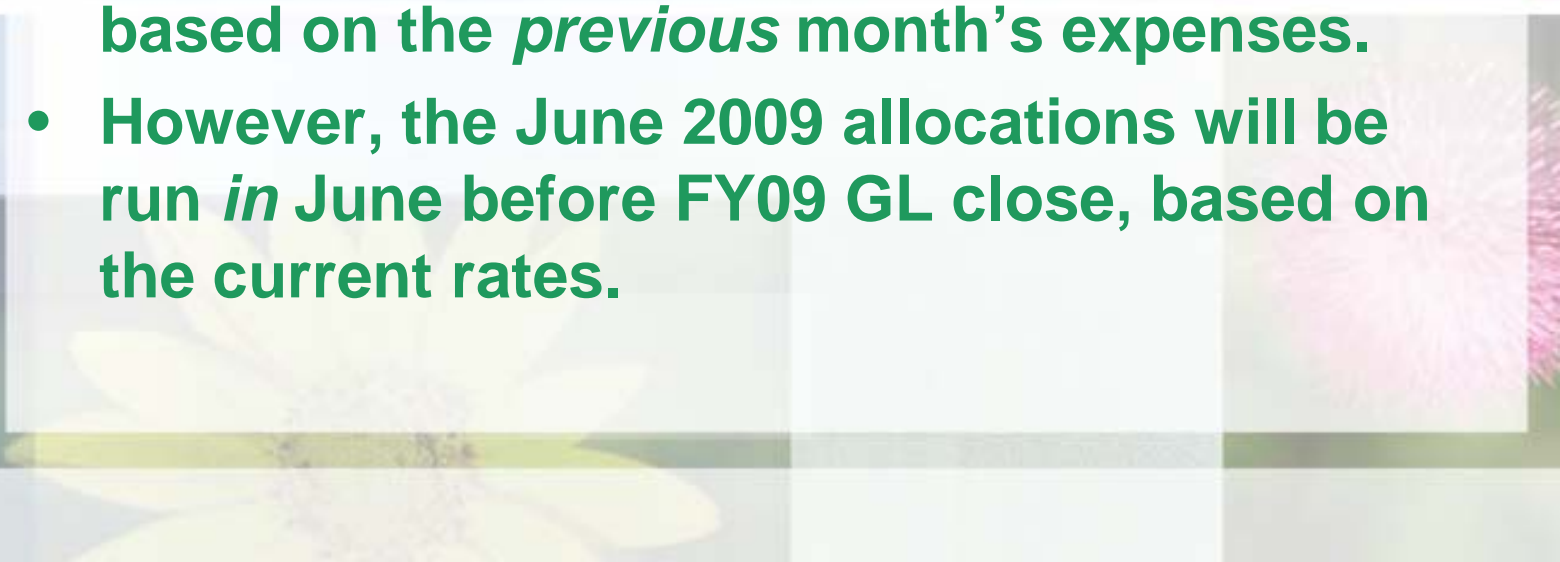 based on the previous month’s expenses.
• However, the June 2009 allocations will be
run in June before FY09 GL close, based on
the current rates.